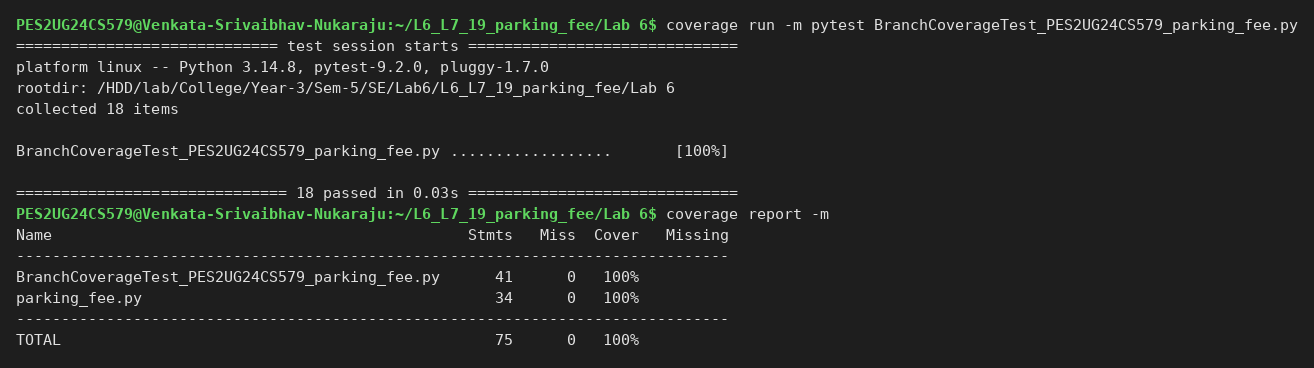 PES2UG24CS579@Venkata-Srivaibhav-Nukaraju:~/L6_L7_19_parking_fee/Lab 6$ coverage run -m pytest BranchCoverageTest_PES2UG24CS579_parking_fee.py
============================= test session starts ==============================
platform linux -- Python 3.14.8, pytest-9.2.0, pluggy-1.7.0
rootdir: /HDD/lab/College/Year-3/Sem-5/SE/Lab6/L6_L7_19_parking_fee/Lab 6
collected 18 items
BranchCoverageTest_PES2UG24CS579_parking_fee.py ..................       [100%]
============================== 18 passed in 0.03s ==============================
PES2UG24CS579@Venkata-Srivaibhav-Nukaraju:~/L6_L7_19_parking_fee/Lab 6$ coverage report -m
Name                                              Stmts   Miss  Cover   Missing
-------------------------------------------------------------------------------
BranchCoverageTest_PES2UG24CS579_parking_fee.py      41      0   100%
parking_fee.py                                       34      0   100%
-------------------------------------------------------------------------------
TOTAL                                                75      0   100%